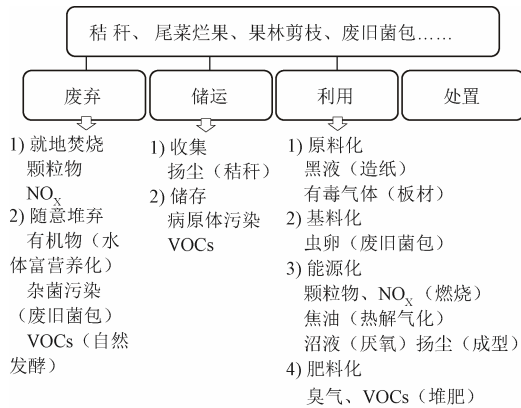 秸秆、尾菜烂果、果林剪枝、废旧菌包……
废弃
储运
利用
处置
1) 就地焚烧
颗粒物
NOX
2) 随意堆弃
有机物（水
体富营养化）
杂菌污染
（废旧菌包）
VOCs（自然
发酵）
1) 收集
扬尘（秸秆）
2) 储存
病原体污染
VOCs
1) 原料化
黑液（造纸）
有毒气体（板材）
2) 基料化
虫卵（废旧菌包）
3) 能源化
颗粒物、NOX（燃烧）
焦油（热解气化）
沼液（厌氧）扬尘（成型）
4) 肥料化
臭气、VOCs（堆肥）